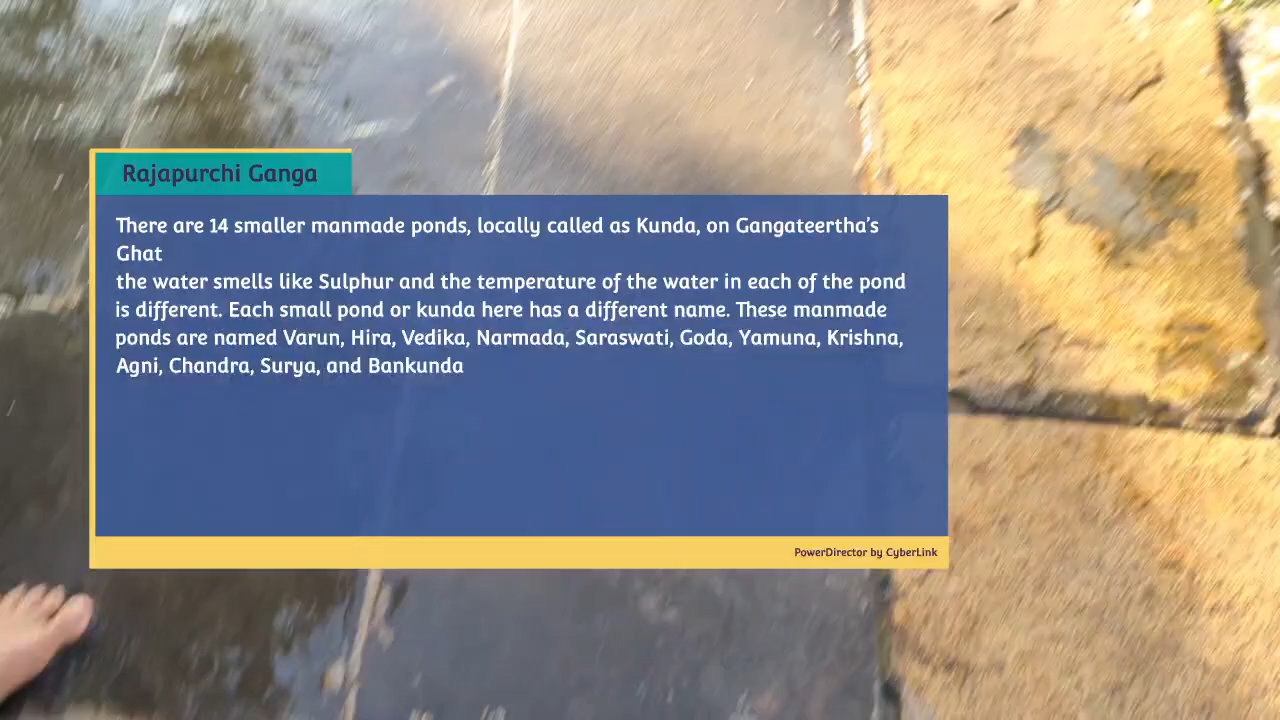 Rajapurchi Ganga
There are 14 smaller manmade ponds, locally called as Kunda, on Gangateertha's
Ghat
the water smells like Sulphur and the temperature of the water in each of the pond
is different. Each small pond or kunda here has a different name. These manmade
ponds are named Varun, Hira, Vedika, Narmada, Saraswati, Goda, Yamuna, Krishna,
Agni, Chandra, Surya, and Bankunda
PowerDirector by CyberLink